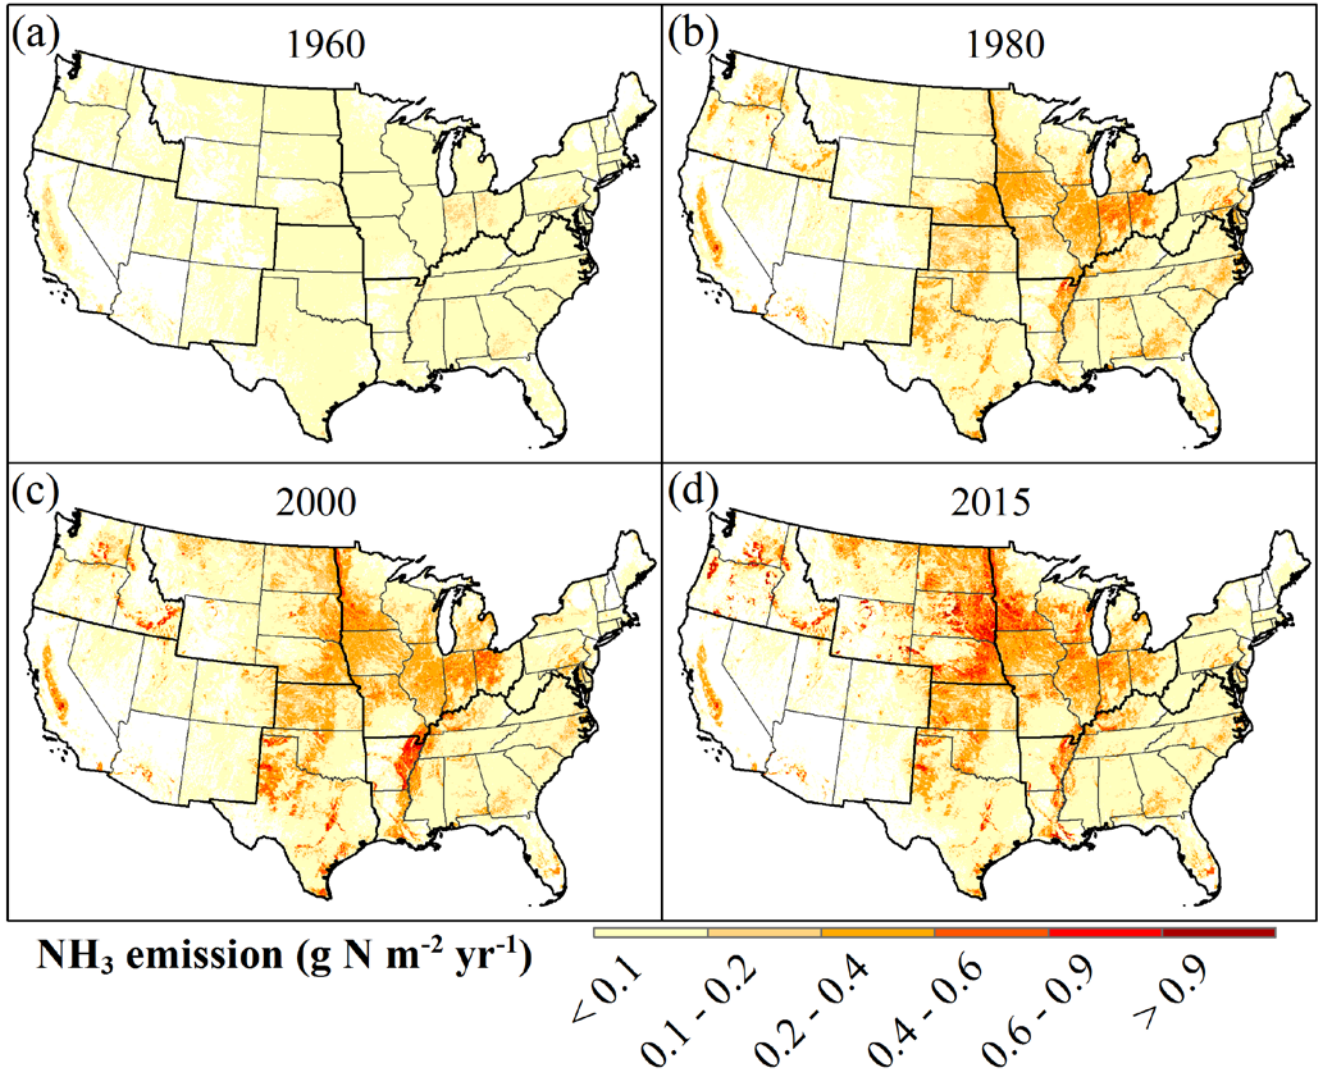 (a)
1960
(b)
1980
(c)
2000
(d)
2015
NH₃ emission (g N m⁻² yr⁻¹)
< 0.1
0.1 - 0.2
0.2 - 0.4
0.4 - 0.6
0.6 - 0.9
> 0.9